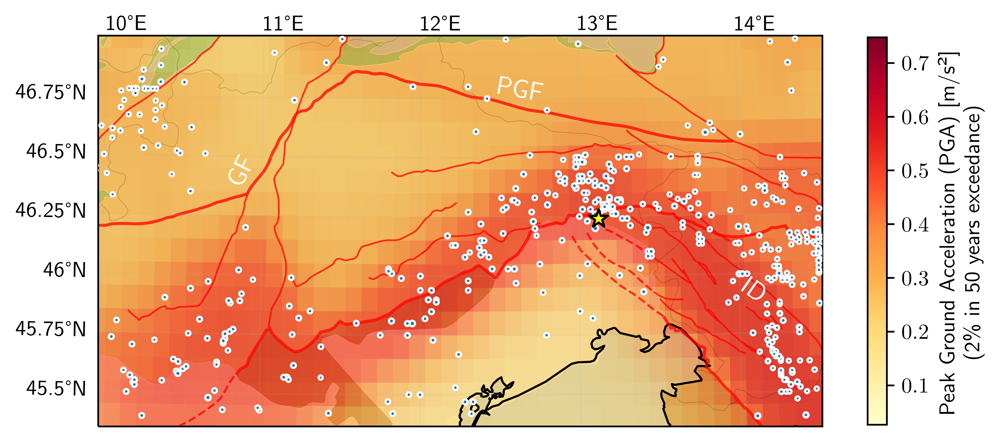 10°E
11°E
12°E
13°E
14°E
46.75°N
46.5°N
46.25°N
46°N
45.75°N
45.5°N
PGF
GF
ID
0.7
0.6
0.5
0.4
0.3
0.2
0.1
Peak Ground Acceleration (PGA) [m/s²]
(2% in 50 years exceedance)